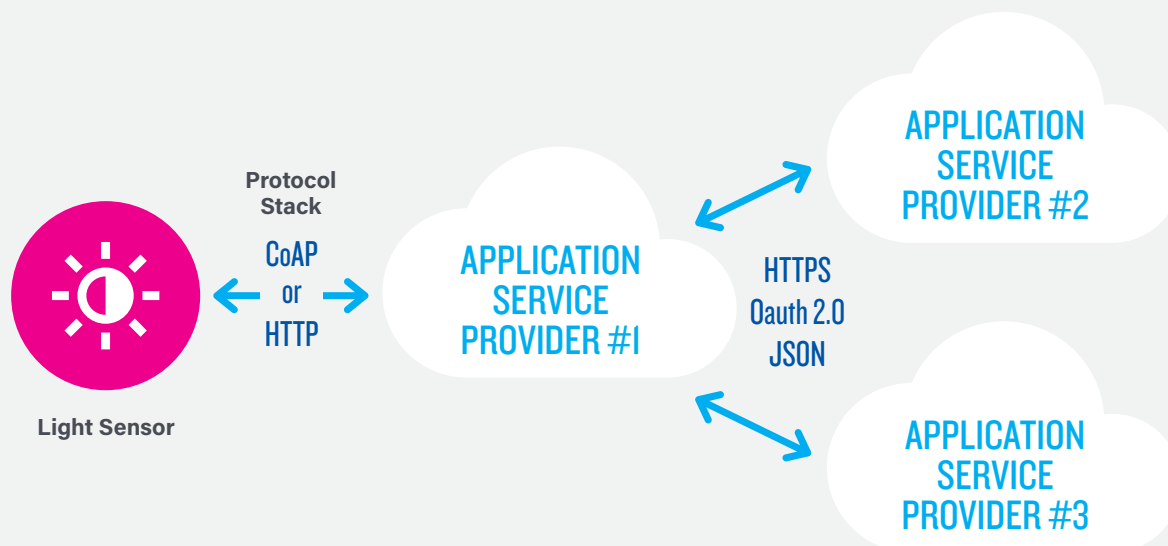 Protocol
Stack
CoAP
or
HTTP
Light Sensor
APPLICATION
SERVICE
PROVIDER #1
HTTPS
Oauth 2.0
JSON
APPLICATION
SERVICE
PROVIDER #2
APPLICATION
SERVICE
PROVIDER #3